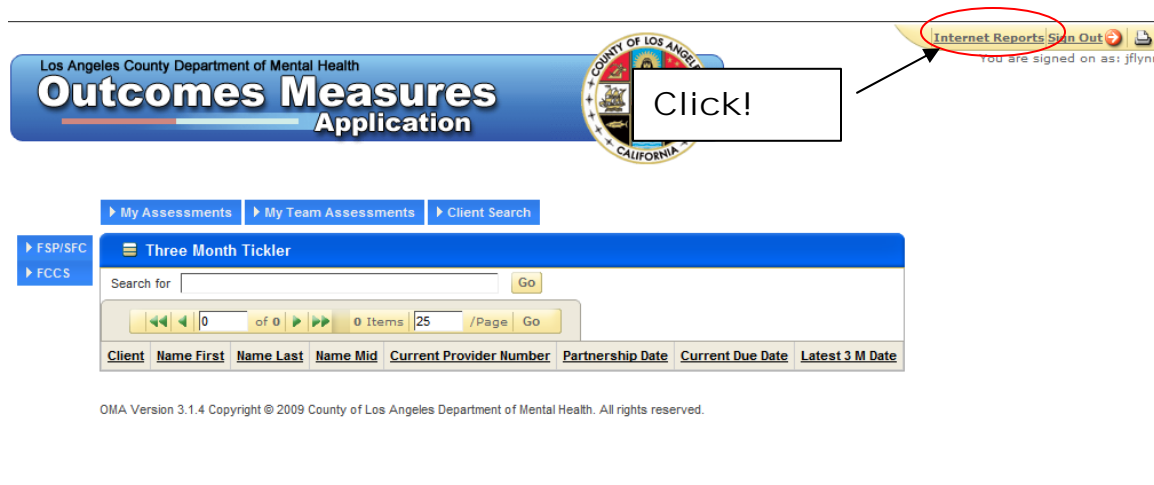 Internet Reports Sign Out
You are signed on as: jflynn
Los Angeles County Department of Mental Health
Outcomes Measures
Application
COUNTY OF LOS ANGELES
CALIFORNIA
Click!
My Assessments My Team Assessments Client Search
FSP/SFC
FCCS
Three Month Tickler
Search for Go
0 of 0 0 Items 25 /Page Go
Client Name First Name Last Name Mid Current Provider Number Partnership Date Current Due Date Latest 3 M Date
OMA Version 3.1.4 Copyright © 2009 County of Los Angeles Department of Mental Health. All rights reserved.